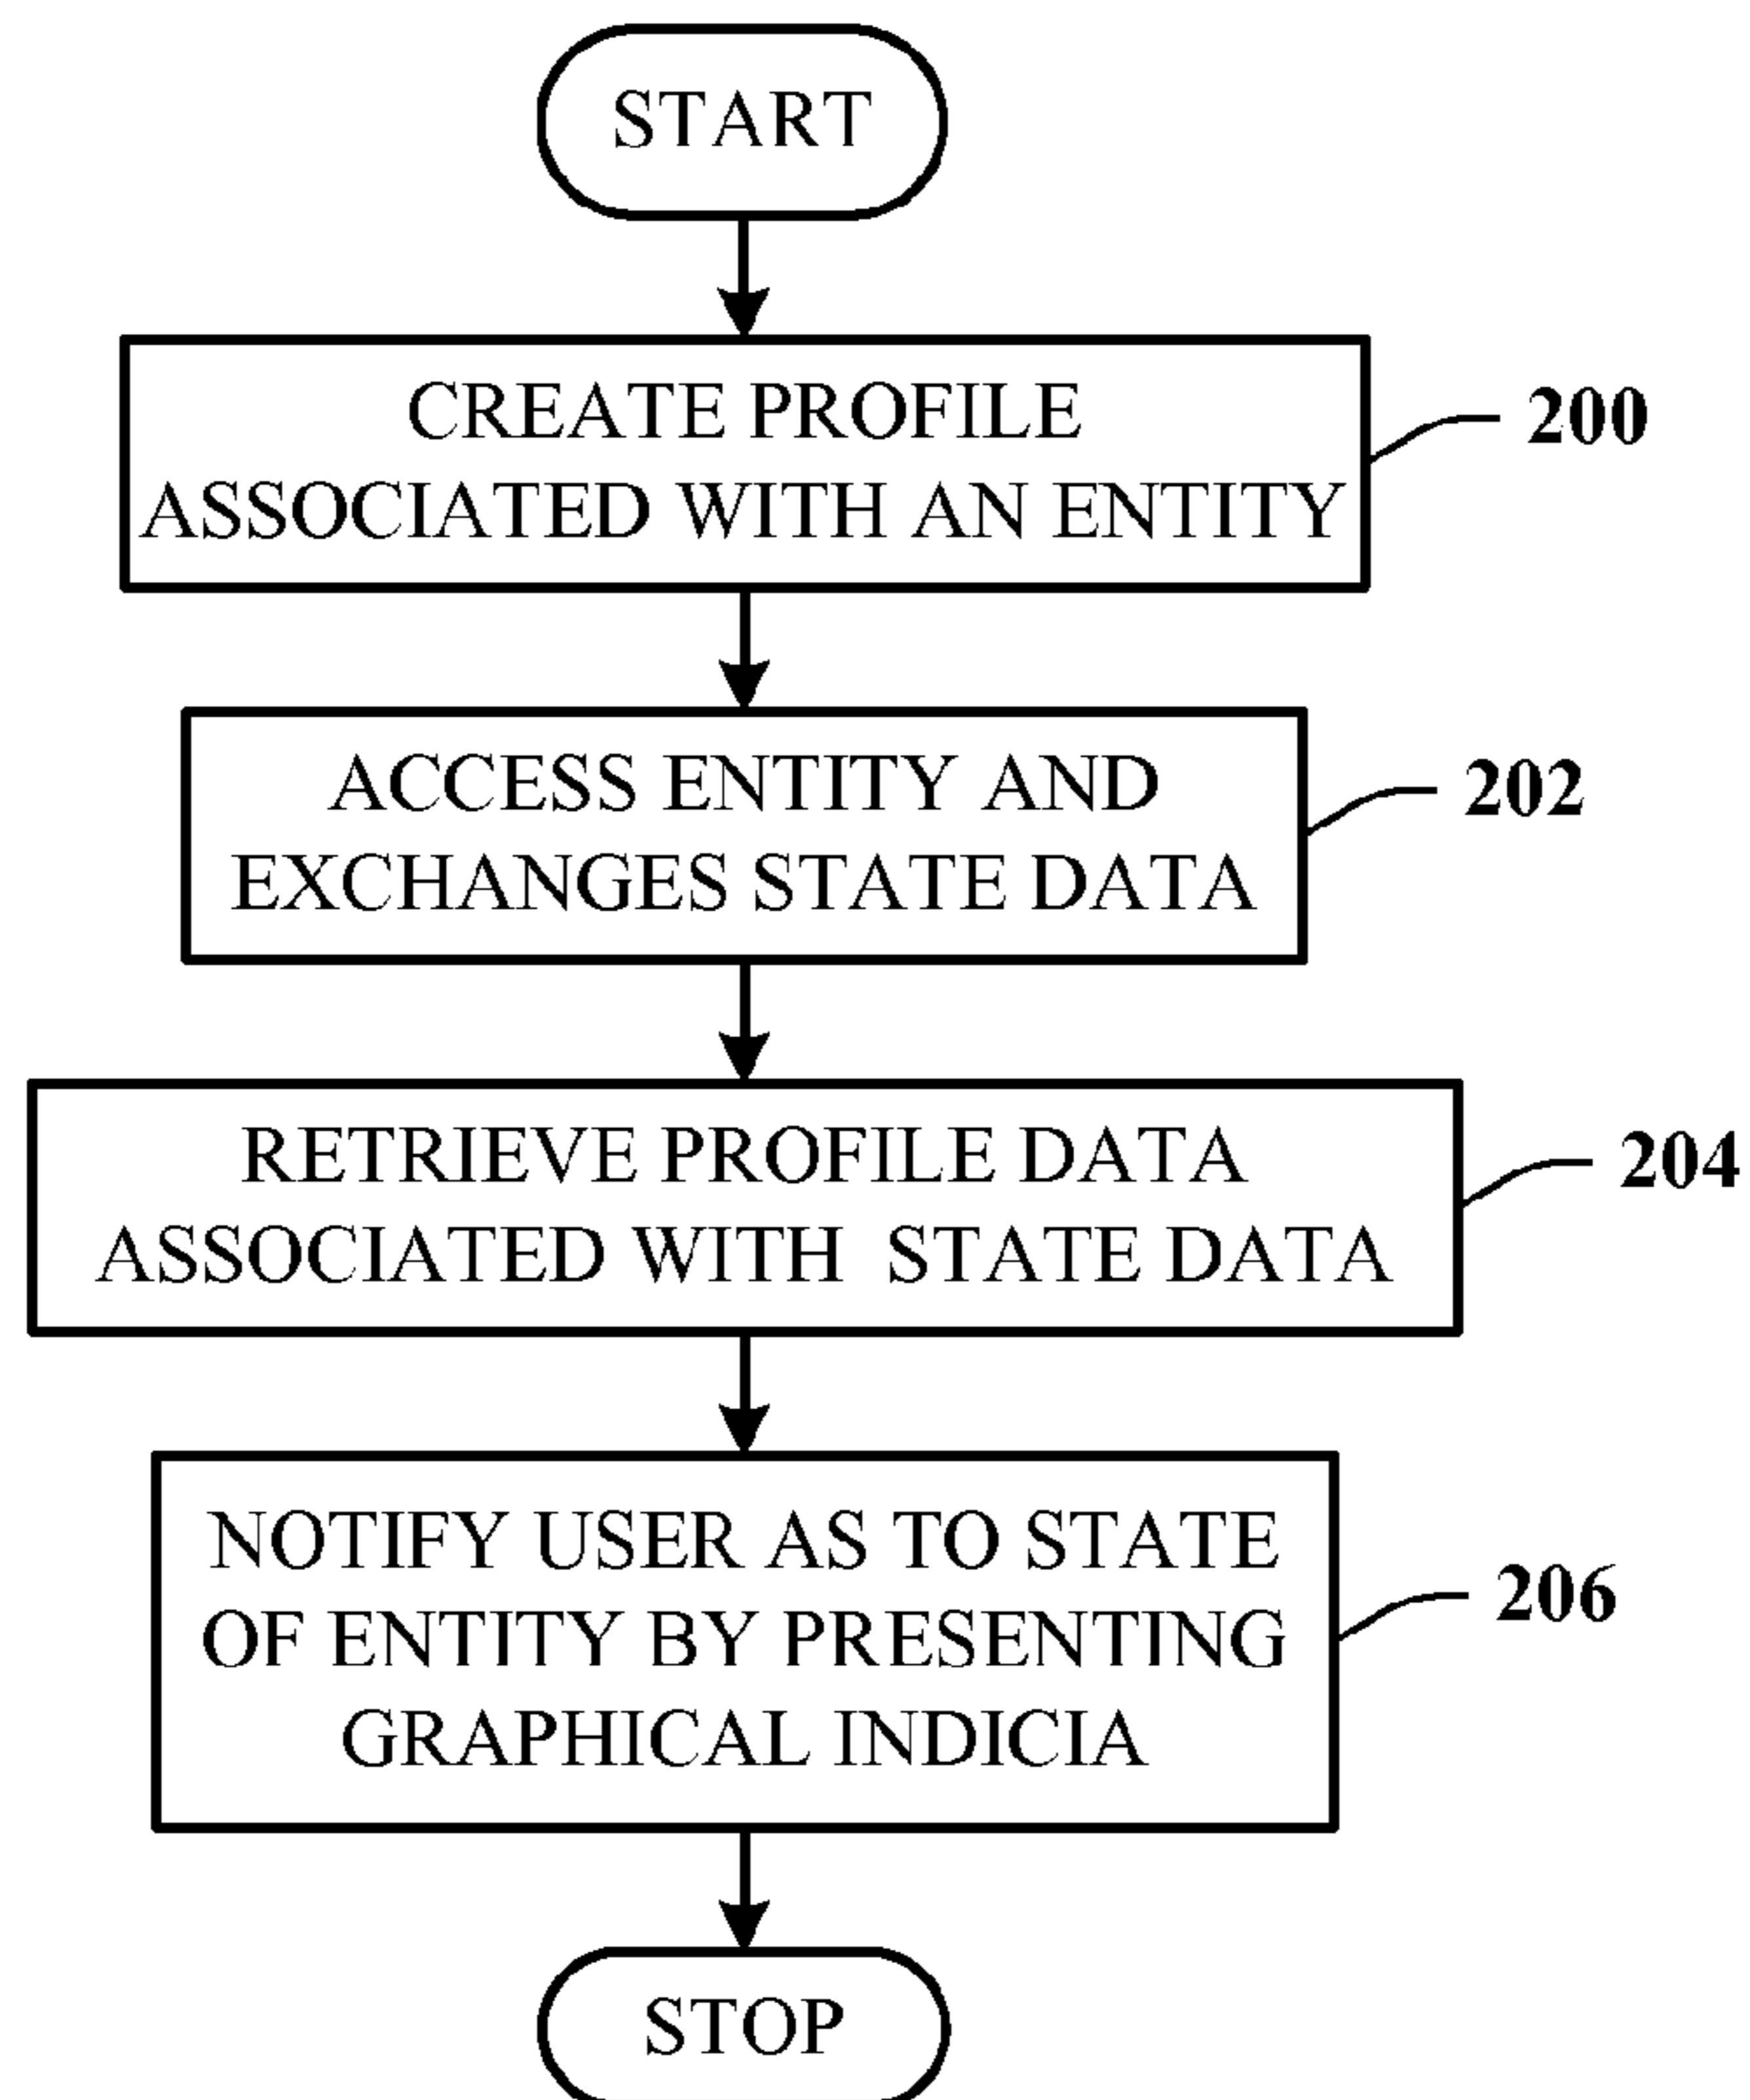 START
CREATE PROFILE
ASSOCIATED WITH AN ENTITY
200
ACCESS ENTITY AND
EXCHANGES STATE DATA
202
RETRIEVE PROFILE DATA
ASSOCIATED WITH STATE DATA
204
NOTIFY USER AS TO STATE
OF ENTITY BY PRESENTING
GRAPHICAL INDICIA
206
STOP